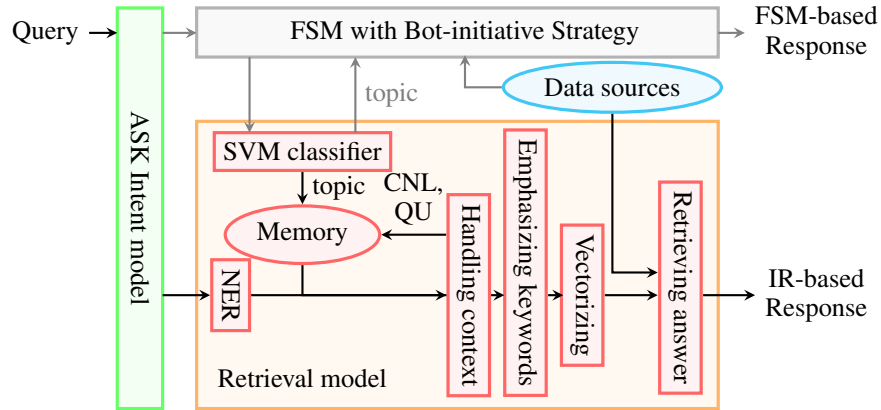 Query
FSM with Bot-initiative Strategy
FSM-based
Response
ASK Intent model
topic
Data sources
SVM classifier
topic
CNL,
QU
Memory
NER
Handling context
Emphasizing keywords
Vectorizing
Retrieving answer
IR-based
Response
Retrieval model